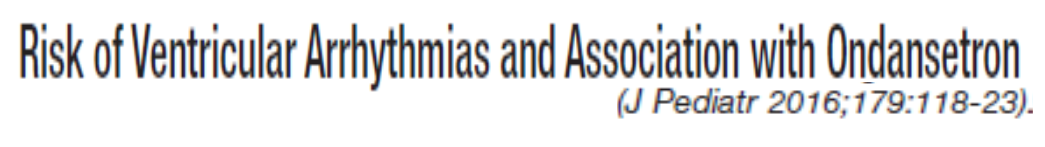 Risk of Ventricular Arrhythmias and Association with Ondansetron
(J Pediatr 2016;179:118-23).